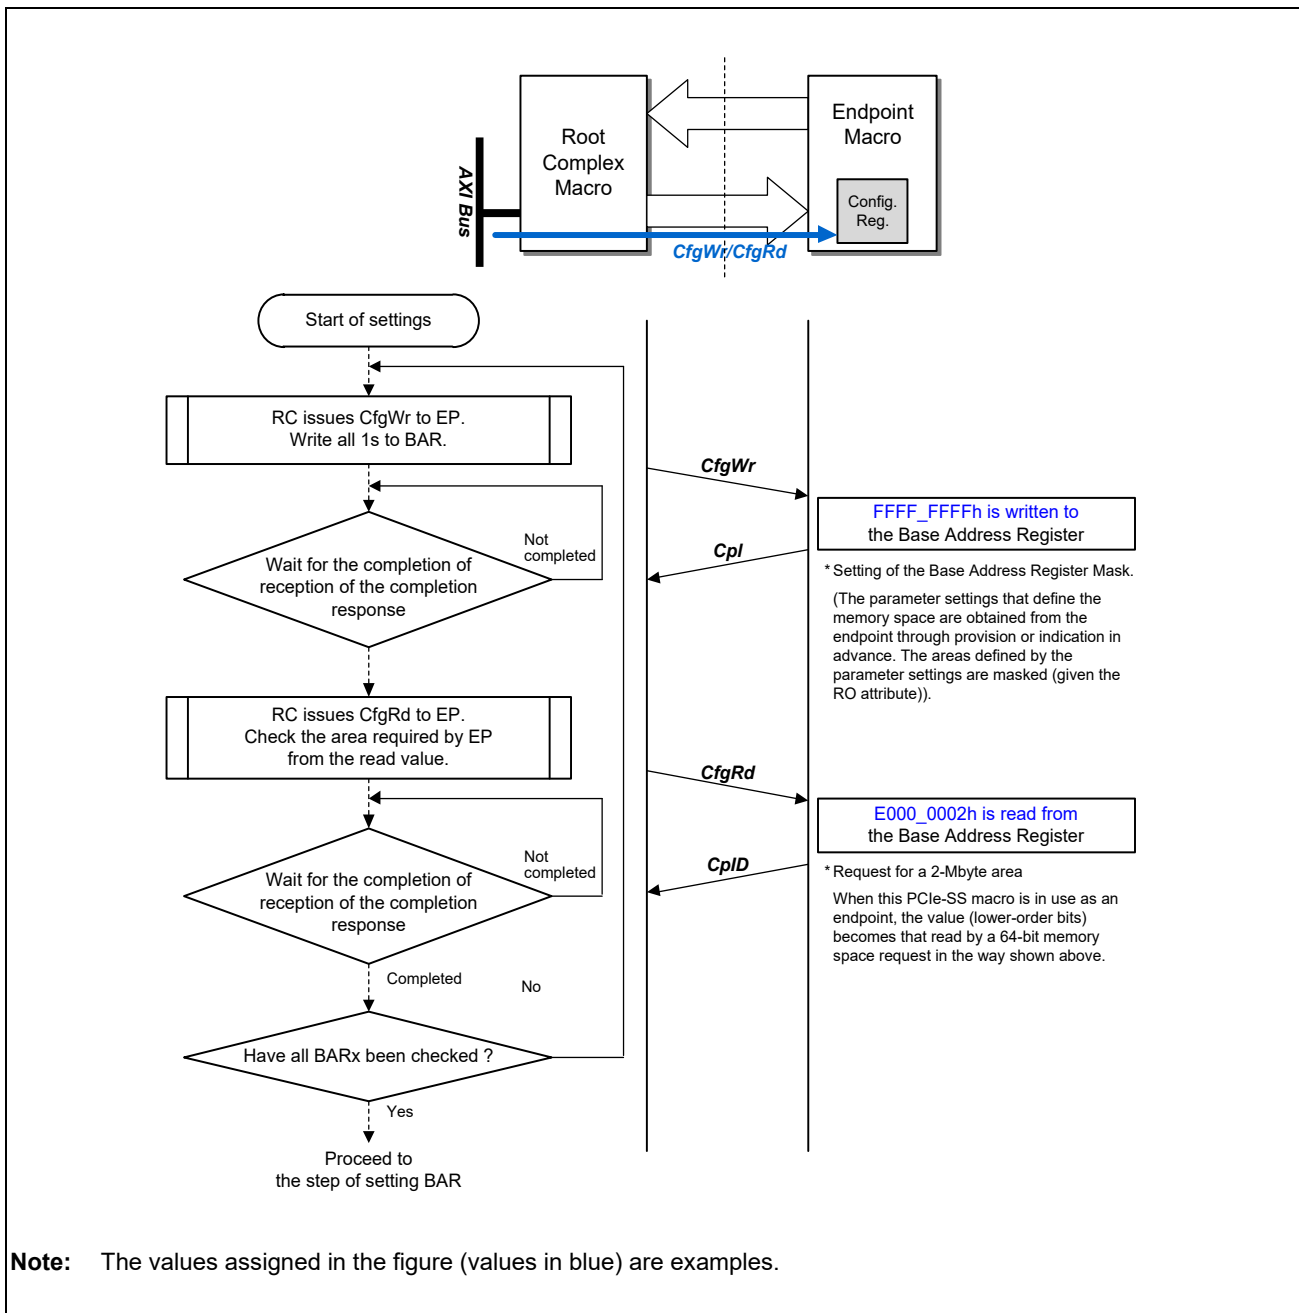 Root
Complex
Macro
Endpoint
Macro
Config.
Reg.
AXI Bus
CfgWr/CfgRd
Start of settings
RC issues CfgWr to EP.
Write all 1s to BAR.
CfgWr
FFFF_FFFFh is written to
the Base Address Register
Not
completed
Wait for the completion of
reception of the completion
response
Cpl
* Setting of the Base Address Register Mask.
(The parameter settings that define the
memory space are obtained from the
endpoint through provision or indication in
advance. The areas defined by the
parameter settings are masked (given the
RO attribute)).
RC issues CfgRd to EP.
Check the area required by EP
from the read value.
CfgRd
E000_0002h is read from
the Base Address Register
Not
completed
Wait for the completion of
reception of the completion
response
CplD
* Request for a 2-Mbyte area
When this PCIe-SS macro is in use as an
endpoint, the value (lower-order bits)
becomes that read by a 64-bit memory
space request in the way shown above.
Completed
No
Have all BARx been checked ?
Yes
Proceed to
the step of setting BAR
Note: The values assigned in the figure (values in blue) are examples.